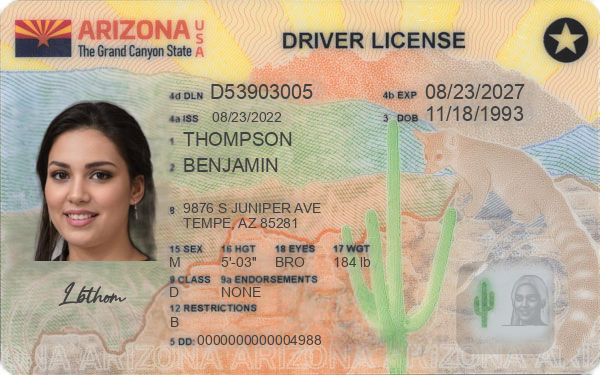 ARIZONA USA
The Grand Canyon State
DRIVER LICENSE
4d DLN D53903005
4b EXP 08/23/2027
4a ISS 08/23/2022
3 DOB 11/18/1993
1 THOMPSON
2 BENJAMIN
8 9876 S JUNIPER AVE
TEMPE, AZ 85281
15 SEX 16 HGT 18 EYES 17 WGT
M 5'-03" BRO 184 lb
9 CLASS 9a ENDORSEMENTS
D NONE
12 RESTRICTIONS
B
5 DD: 0000000000004988
ARIZONA ARIZONA ARIZONA ARIZONA